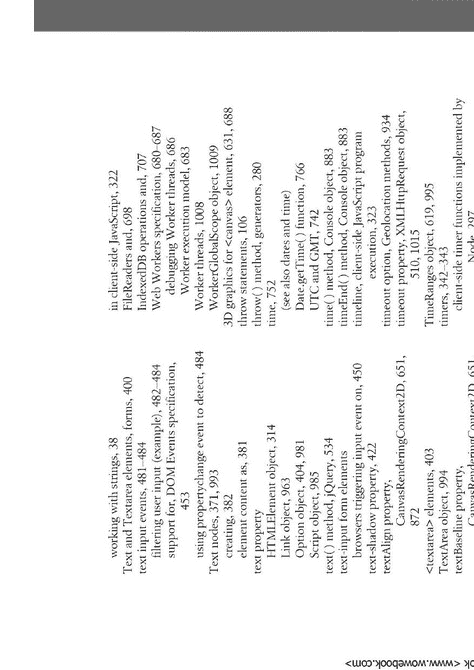 working with strings, 38
Text and Textarea elements, forms, 400
text input events, 481–484
filtering user input (example), 482–484
support for, DOM Events specification,
453
using propertychange event to detect, 484
Text nodes, 371, 993
creating, 382
element content as, 381
text property
HTMLElement object, 314
Link object, 963
Option object, 404, 981
Script object, 985
text( ) method, jQuery, 534
text-input form elements
browsers triggering input event on, 450
text-shadow property, 422
textAlign property,
CanvasRenderingContext2D, 651,
872
<textarea> elements, 403
TextArea object, 994
textBaseline property,
CanvasRenderingContext2D, 651
in client-side JavaScript, 322
FileReaders and, 698
IndexedDB operations and, 707
Web Workers specification, 680–687
debugging Worker threads, 686
Worker execution model, 683
Worker threads, 1008
WorkerGlobalScope object, 1009
3D graphics for <canvas> element, 631, 688
throw statements, 106
throw( ) method, generators, 280
time, 752
(see also dates and time)
Date.getTime( ) function, 766
UTC and GMT, 742
time( ) method, Console object, 883
timeEnd( ) method, Console object, 883
timeline, client-side JavaScript program
execution, 323
timeout option, Geolocation methods, 934
timeout property, XMLHttpRequest object,
510, 1015
TimeRanges object, 619, 995
timers, 342–343
client-side timer functions implemented by
Node, 297
ok < www.wowebook.com>